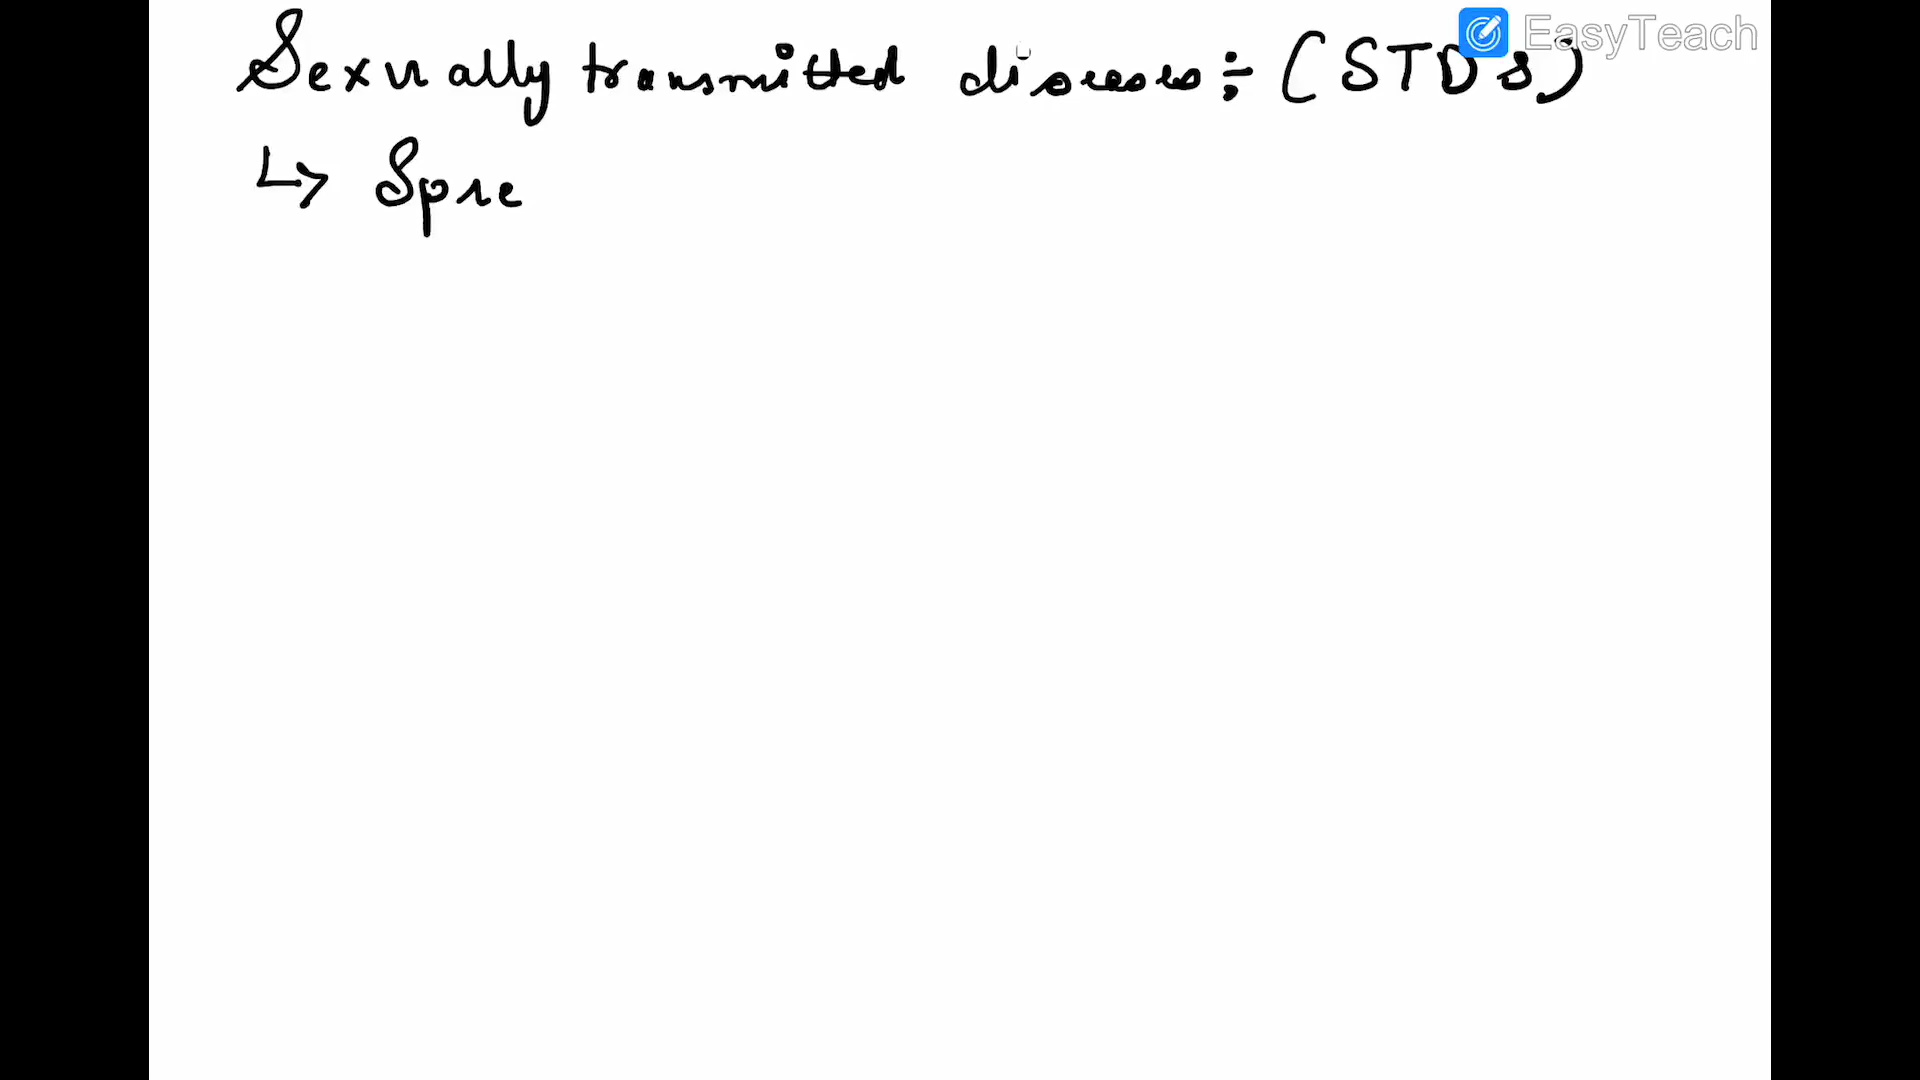 EasyTeach
Sexually transmitted diseases :- (STDs)
↳ Spre